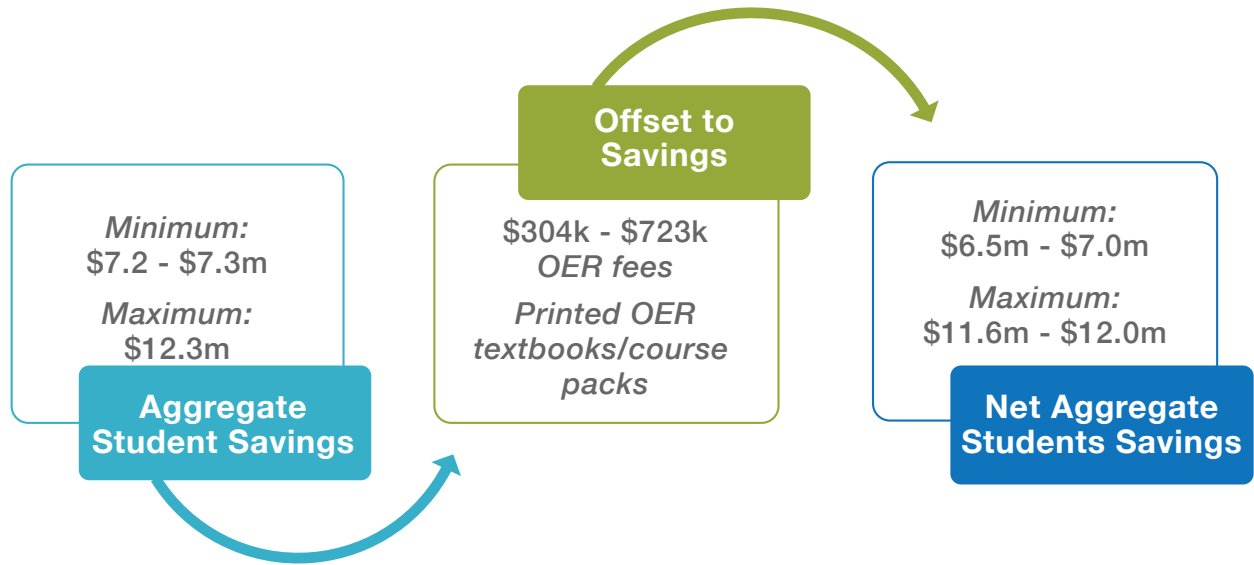 Minimum:
$7.2 - $7.3m
Maximum:
$12.3m
Aggregate
Student Savings
Offset to
Savings
$304k - $723k
OER fees
Printed OER
textbooks/course
packs
Minimum:
$6.5m - $7.0m
Maximum:
$11.6m - $12.0m
Net Aggregate
Students Savings